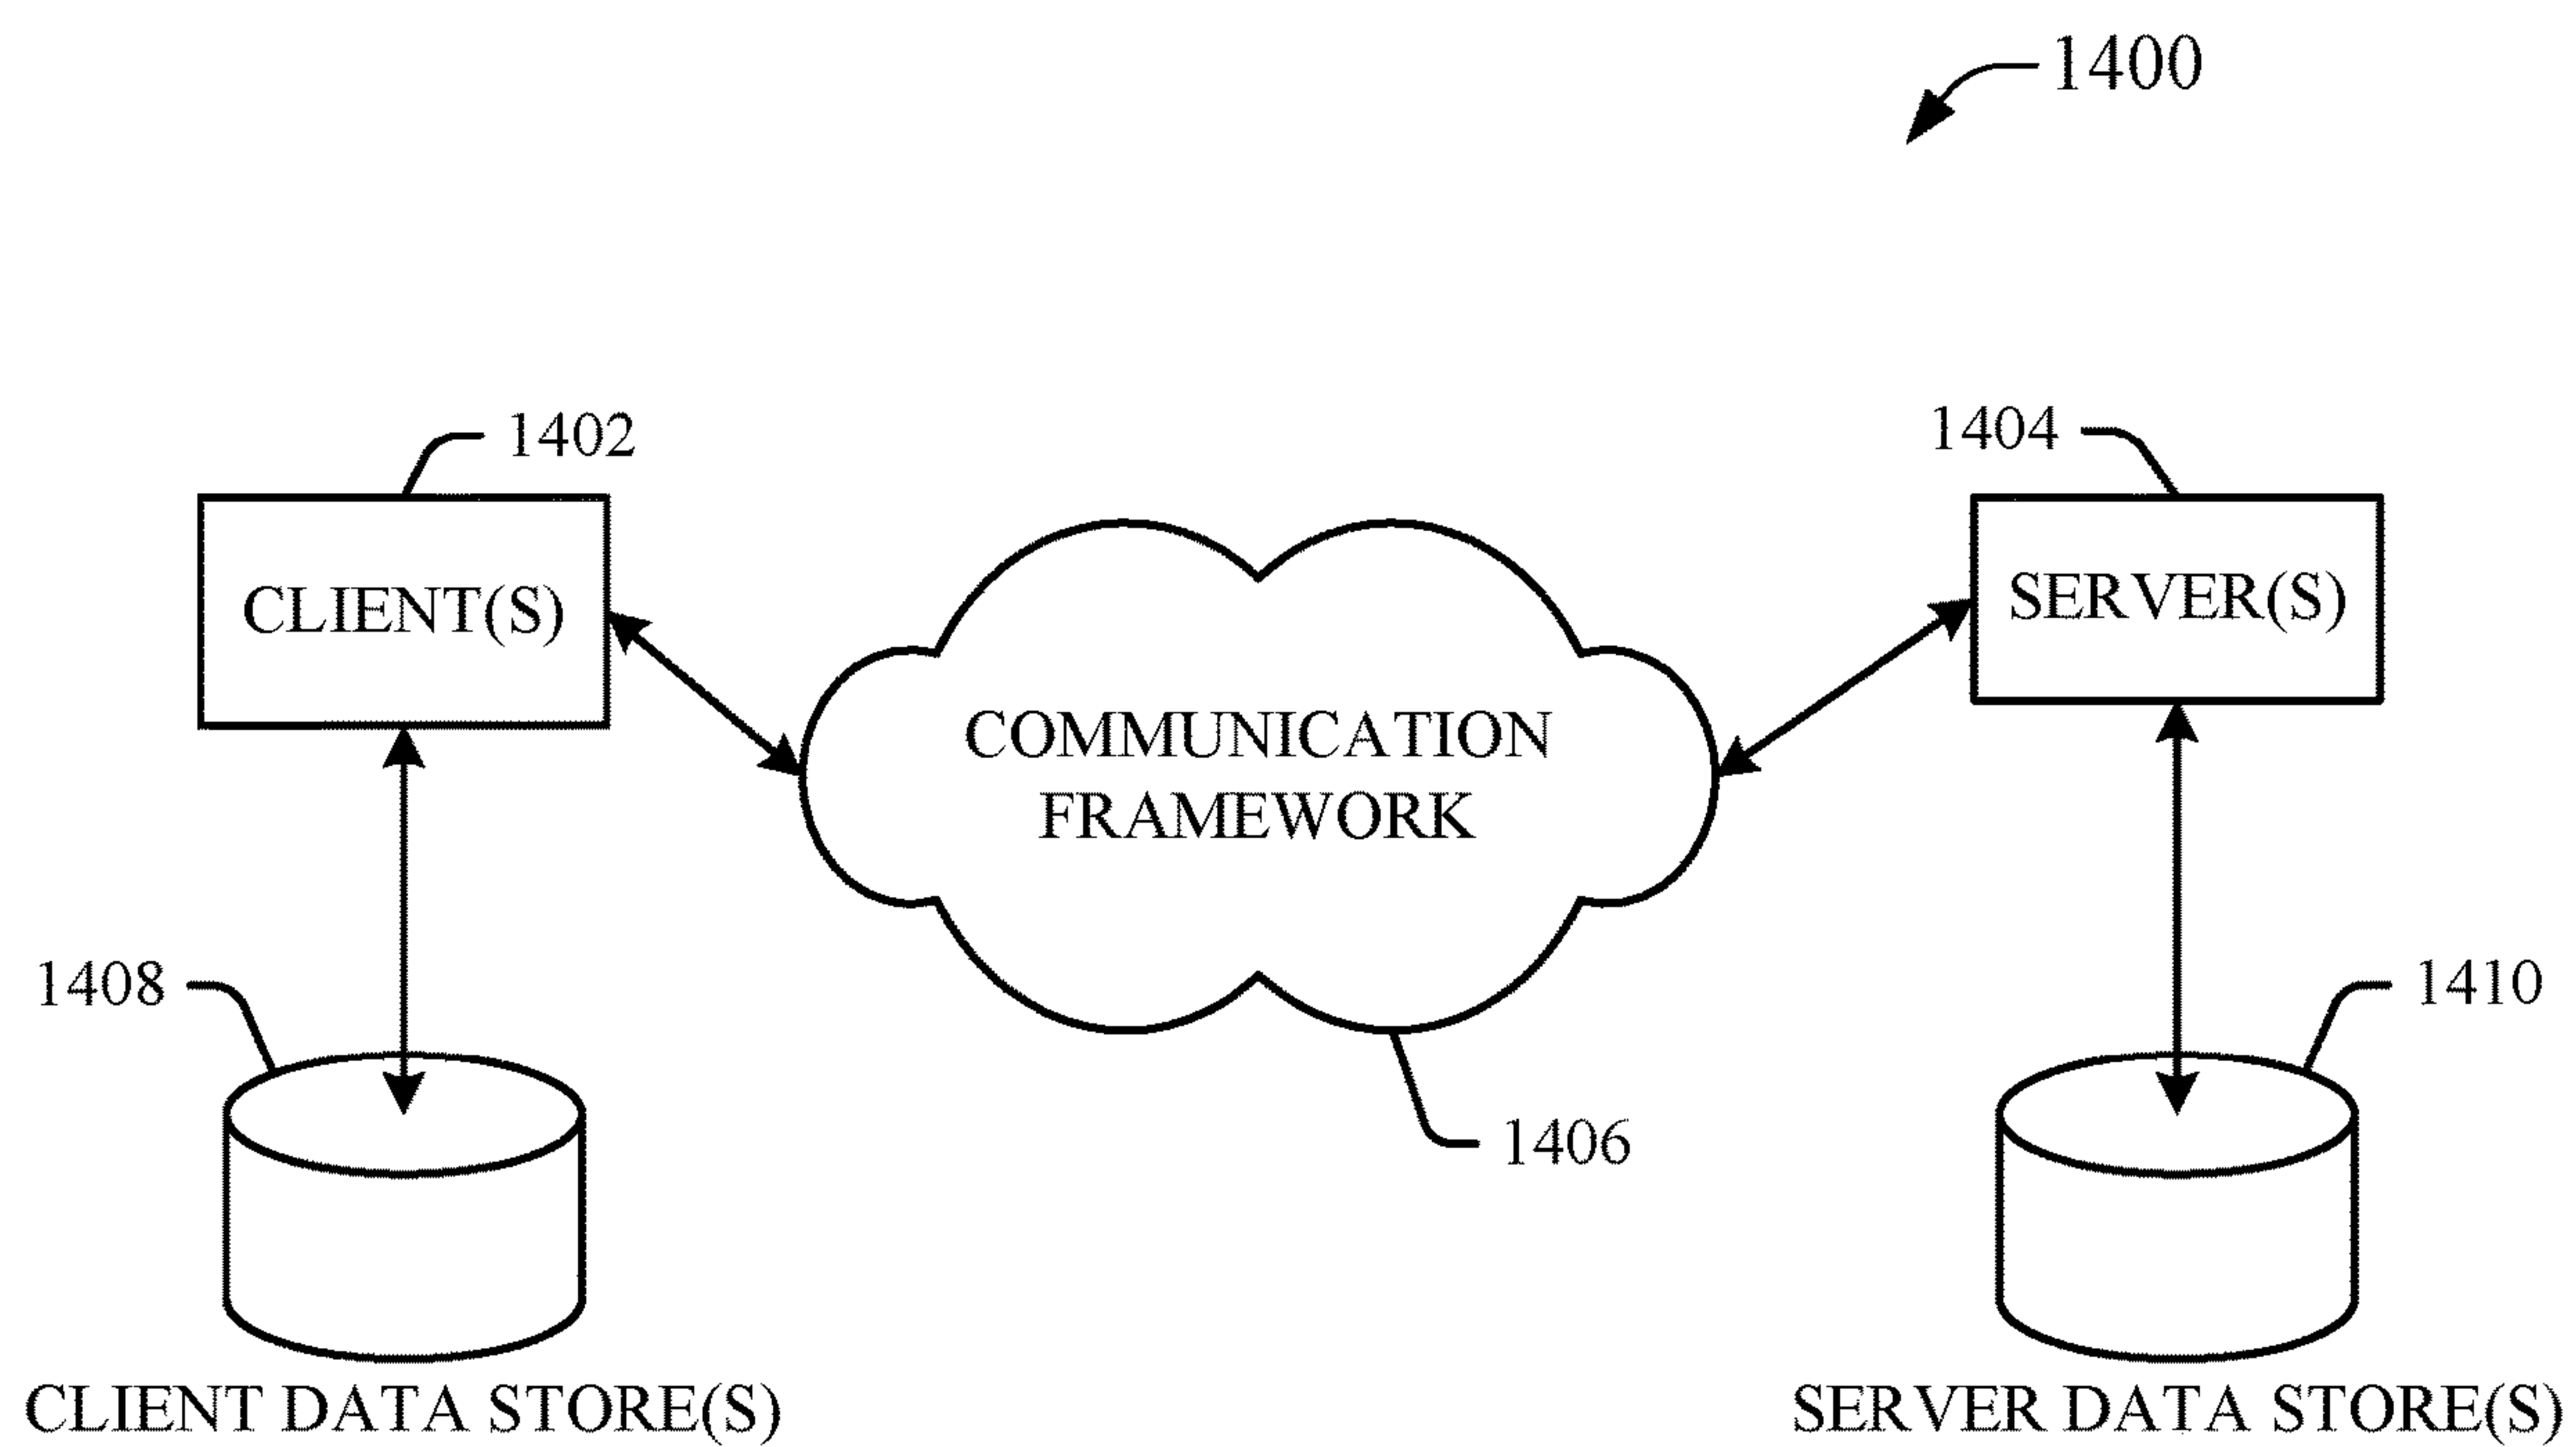 1400
1402
1404
CLIENT(S)
SERVER(S)
COMMUNICATION
FRAMEWORK
1408
1410
1406
CLIENT DATA STORE(S)
SERVER DATA STORE(S)